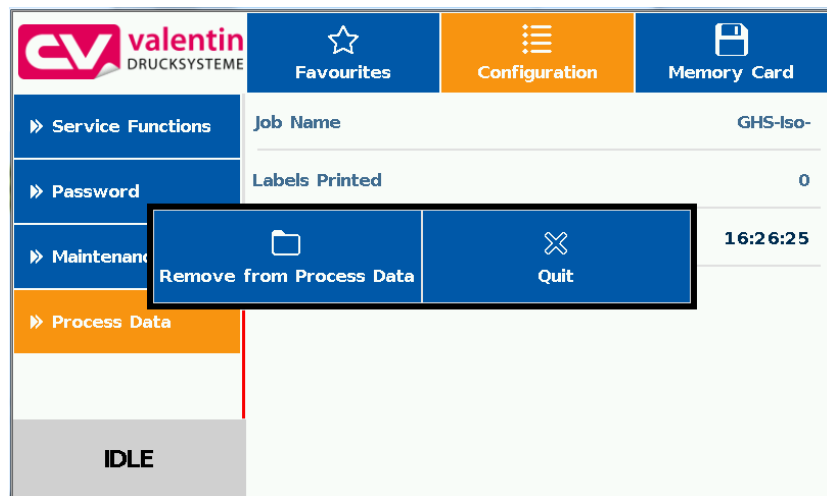 valentin
DRUCKSYSTEME
Favourites
Configuration
Memory Card
Service Functions
Job Name
GHS-Iso-
Password
Labels Printed
0
Maintenanc
16:26:25
Remove from Process Data
Quit
Process Data
IDLE